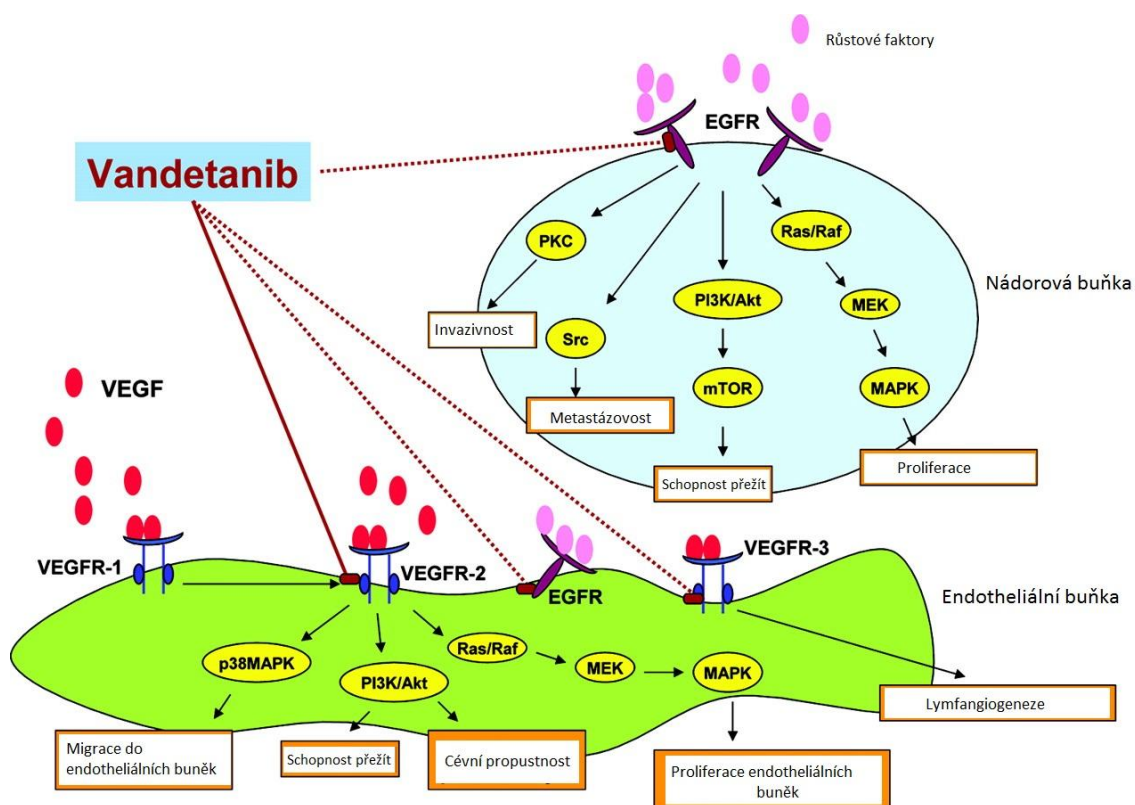 Růstové faktory
EGFR
Vandetanib
PKC
Ras/Raf
Nádorová buňka
PI3K/Akt
MEK
Invazivnost
Src
VEGF
mTOR
MAPK
Metastázovost
Proliferace
Schopnost přežít
VEGFR-1
VEGFR-2
EGFR
VEGFR-3
Endotheliální buňka
Ras/Raf
p38MAPK
PI3K/Akt
MEK
MAPK
Lymfangiogeneze
Migrace do
endotheliálních buněk
Schopnost přežít
Cévní propustnost
Proliferace endotheliálních
buněk